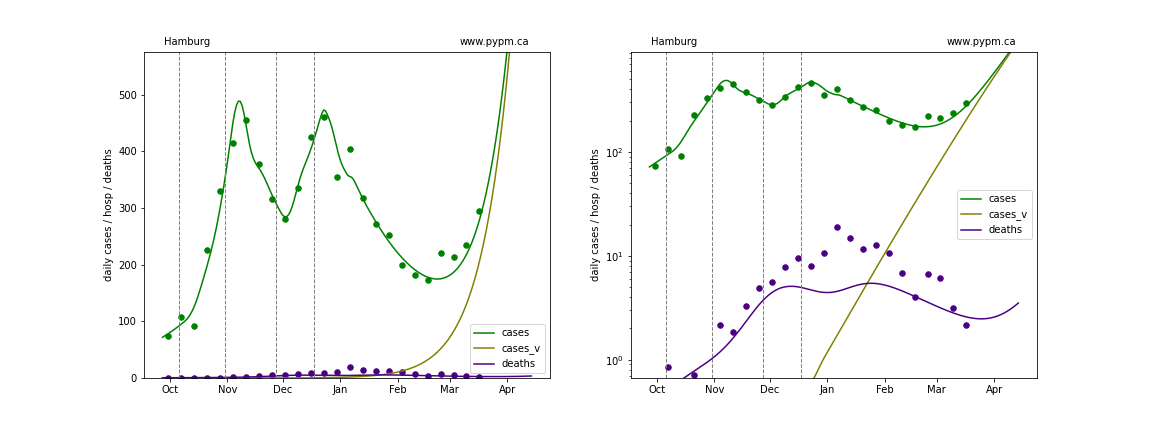 Hamburg www.pypm.ca
daily cases / hosp / deaths
500
400
300
200
100
0
Oct Nov Dec Jan Feb Mar Apr
cases
cases_v
deaths
Hamburg www.pypm.ca
daily cases / hosp / deaths
10²
10¹
10⁰
Oct Nov Dec Jan Feb Mar Apr
cases
cases_v
deaths